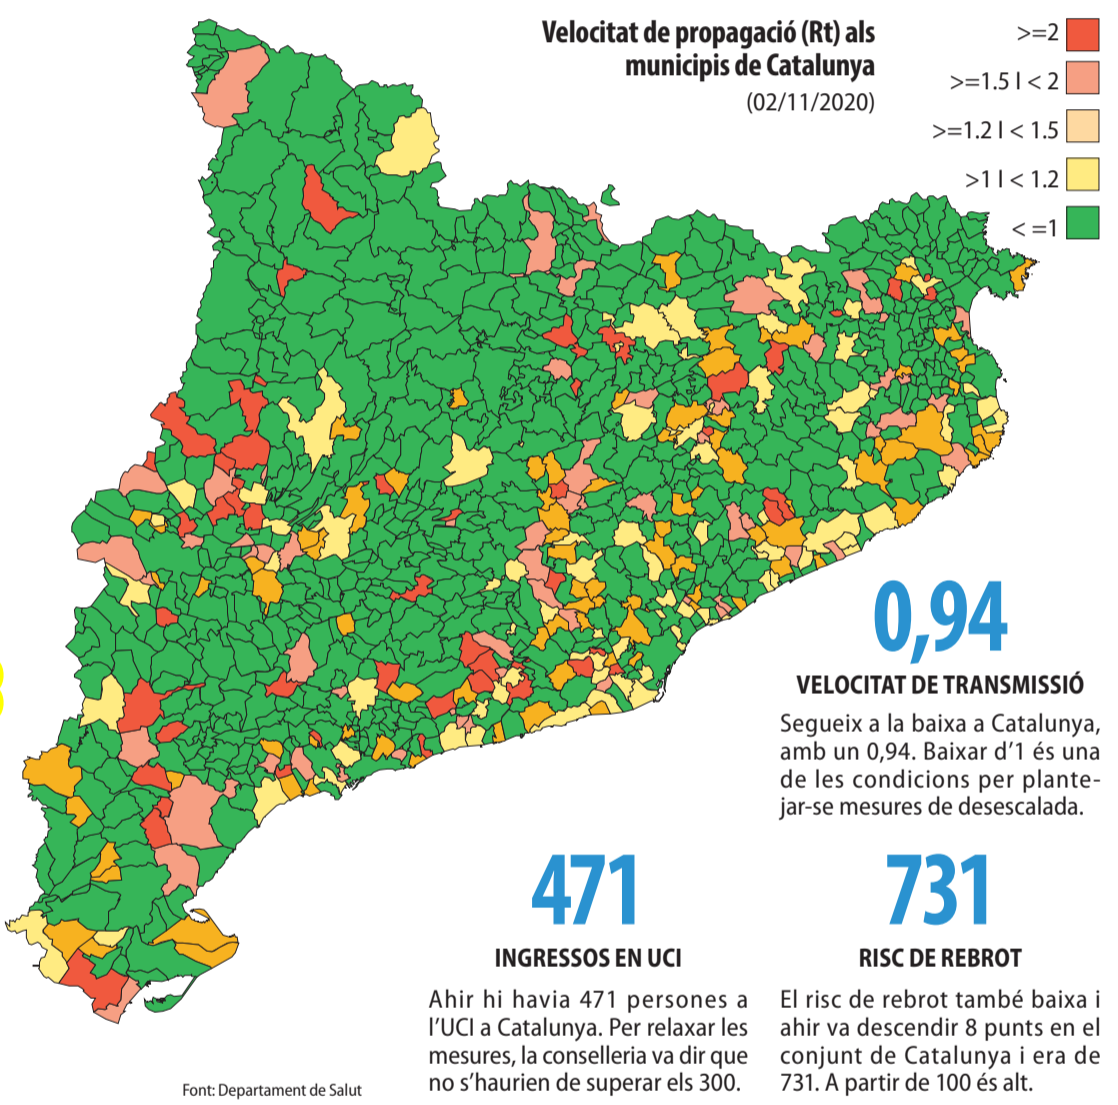 Velocitat de propagació (Rt) als
municipis de Catalunya
(02/11/2020)
>=2
>=1.5 I < 2
>=1.2 I < 1.5
>1 I < 1.2
< =1
0,94
VELOCITAT DE TRANSMISSIÓ
Segueix a la baixa a Catalunya,
amb un 0,94. Baixar d’1 és una
de les condicions per plante-
jar-se mesures de desescalada.
471
INGRESSOS EN UCI
Ahir hi havia 471 persones a
l’UCI a Catalunya. Per relaxar les
mesures, la conselleria va dir que
no s’haurien de superar els 300.
731
RISC DE REBROT
El risc de rebrot també baixa i
ahir va descendir 8 punts en el
conjunt de Catalunya i era de
731. A partir de 100 és alt.
Font: Departament de Salut